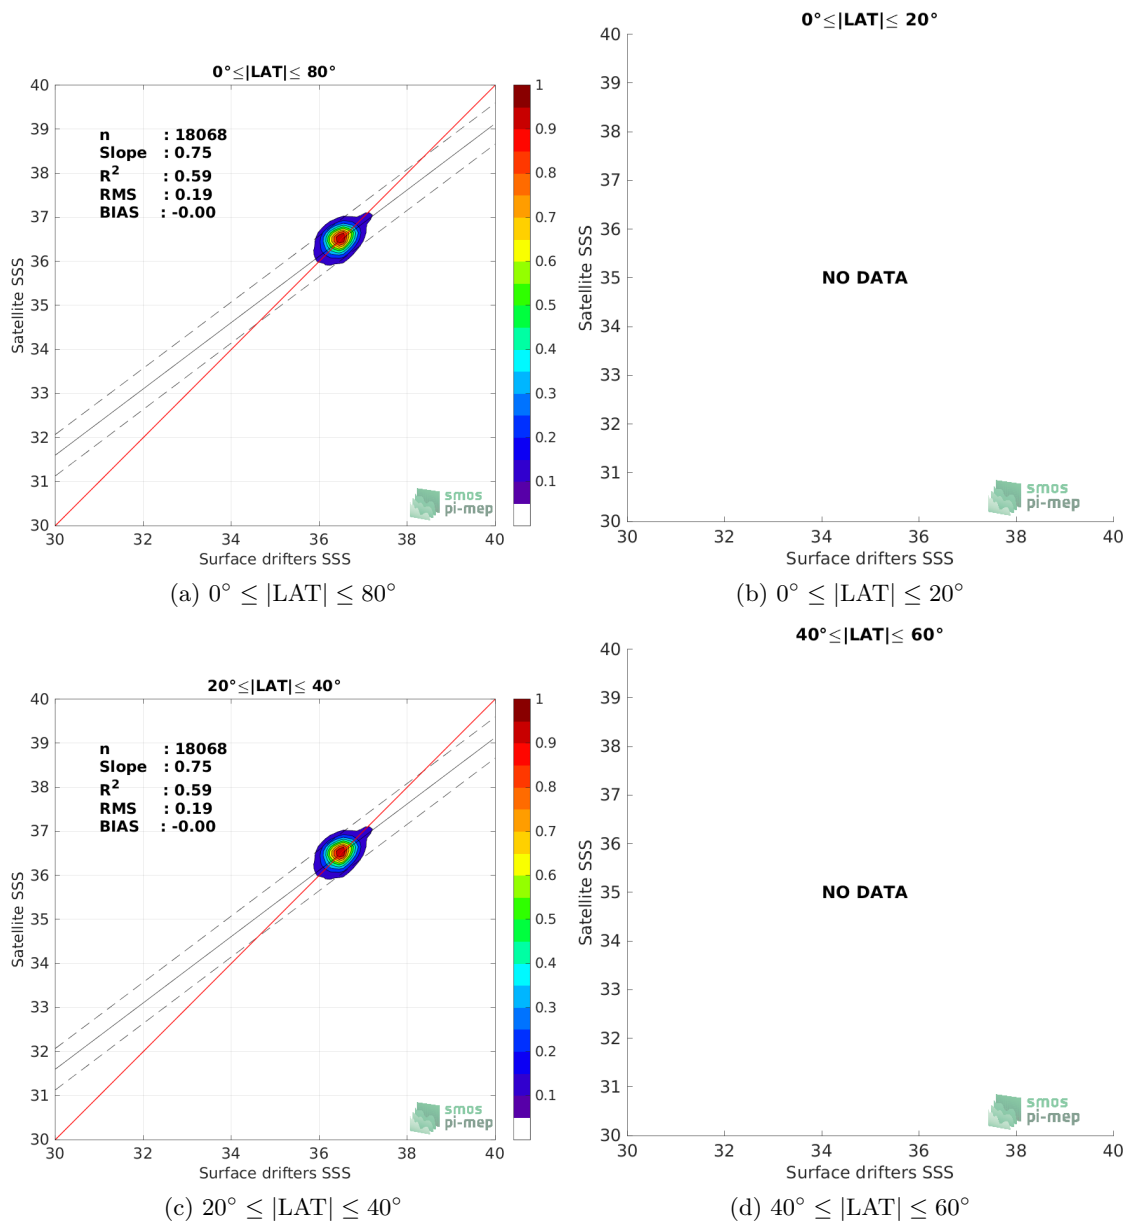 0°≤|LAT|≤ 80°
n : 18068
Slope : 0.75
R² : 0.59
RMS : 0.19
BIAS : -0.00
40
39
38
37
36
35
34
33
32
31
30
30 32 34 36 38 40
Satellite SSS
Surface drifters SSS
1
0.9
0.8
0.7
0.6
0.5
0.4
0.3
0.2
0.1
smos
pi-mep
(a) 0° ≤ |LAT| ≤ 80°
0°≤|LAT|≤ 20°
40
39
38
37
36
35
34
33
32
31
30
30 32 34 36 38 40
Satellite SSS
Surface drifters SSS
NO DATA
smos
pi-mep
(b) 0° ≤ |LAT| ≤ 20°
20°≤|LAT|≤ 40°
n : 18068
Slope : 0.75
R² : 0.59
RMS : 0.19
BIAS : -0.00
40
39
38
37
36
35
34
33
32
31
30
30 32 34 36 38 40
Satellite SSS
Surface drifters SSS
1
0.9
0.8
0.7
0.6
0.5
0.4
0.3
0.2
0.1
smos
pi-mep
(c) 20° ≤ |LAT| ≤ 40°
40°≤|LAT|≤ 60°
40
39
38
37
36
35
34
33
32
31
30
30 32 34 36 38 40
Satellite SSS
Surface drifters SSS
NO DATA
smos
pi-mep
(d) 40° ≤ |LAT| ≤ 60°